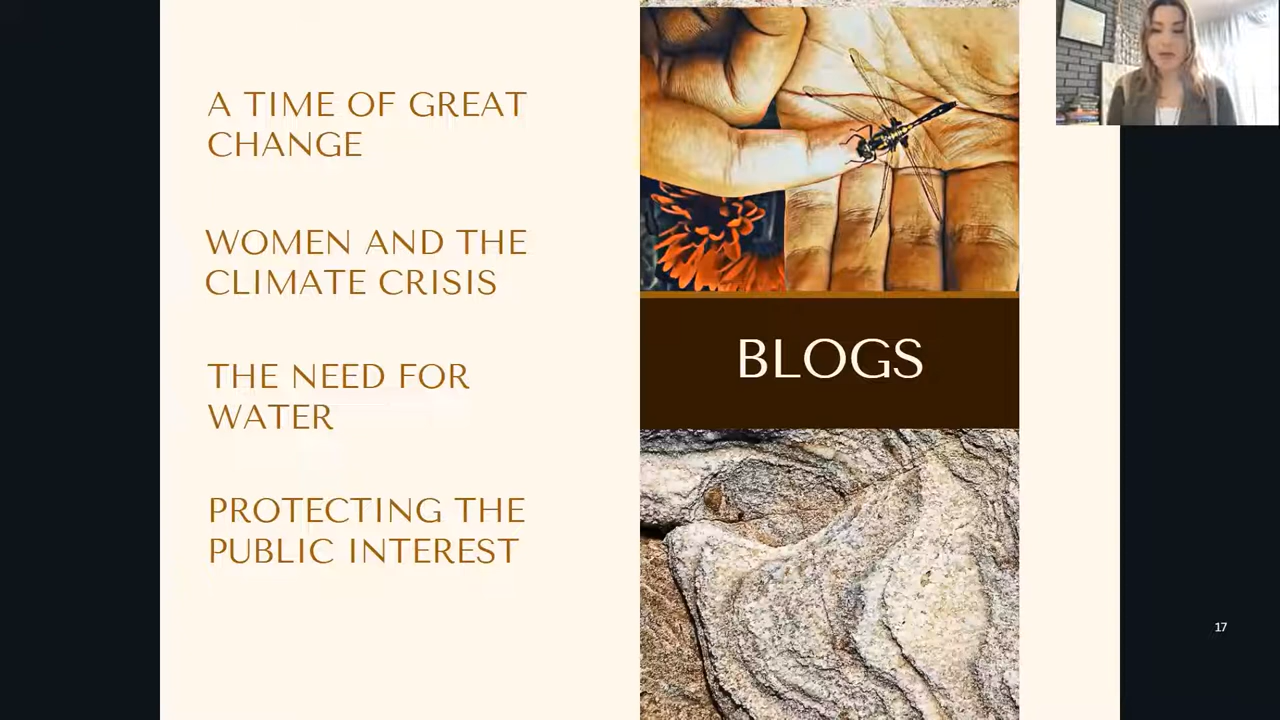 A TIME OF GREAT
CHANGE
WOMEN AND THE
CLIMATE CRISIS
THE NEED FOR
WATER
PROTECTING THE
PUBLIC INTEREST
BLOGS
17